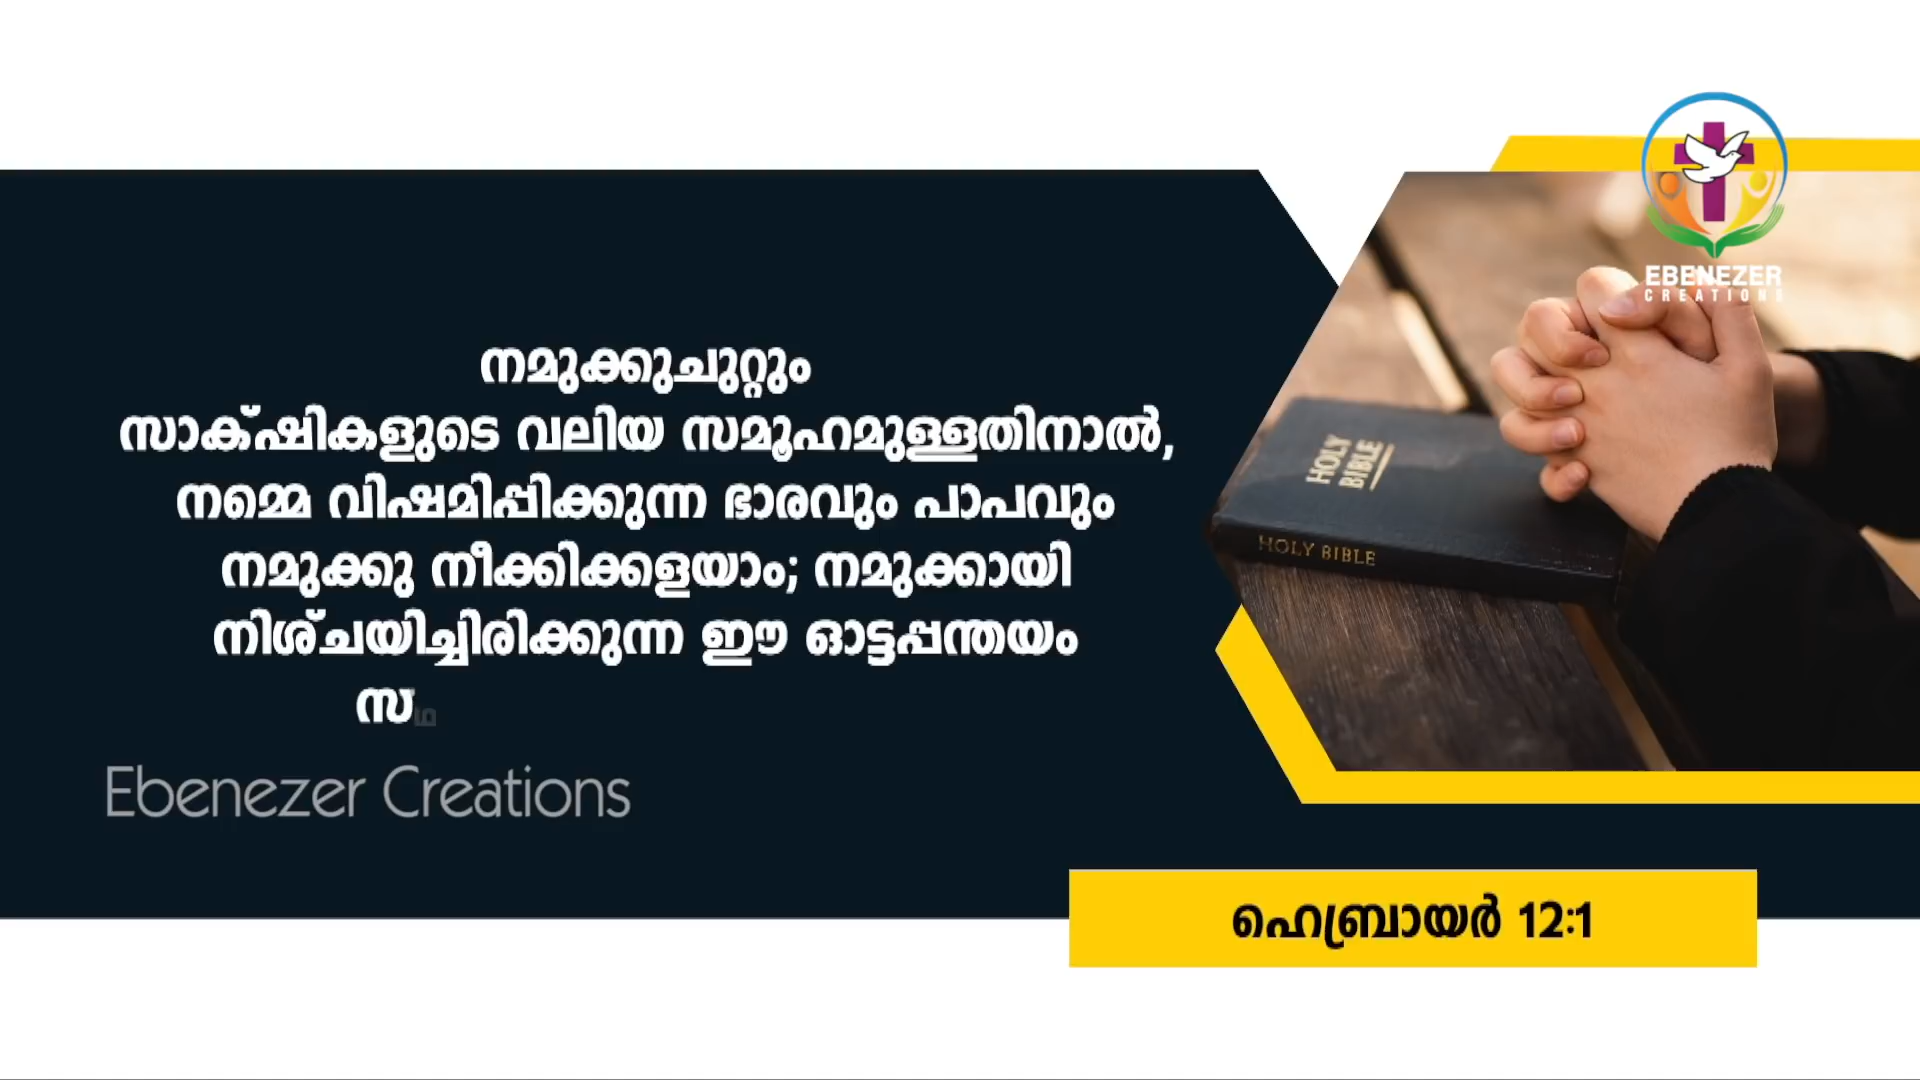 നമുക്കുചുറ്റും
സാക്ഷികളുടെ വലിയ സമൂഹമുള്ളതിനാൽ,
നമ്മെ വിഷമിപ്പിക്കുന്ന ഭാരവും പാപവും
നമുക്കു നീക്കിക്കളയാം; നമുക്കായി
നിശ്ചയിച്ചിരിക്കുന്ന ഈ ഓട്ടപ്പന്തയം
സ
Ebenezer Creations
ഹെബ്രായർ 12:1
EBENEZER
CREATIONS
HOLY
BIBLE
HOLY BIBLE